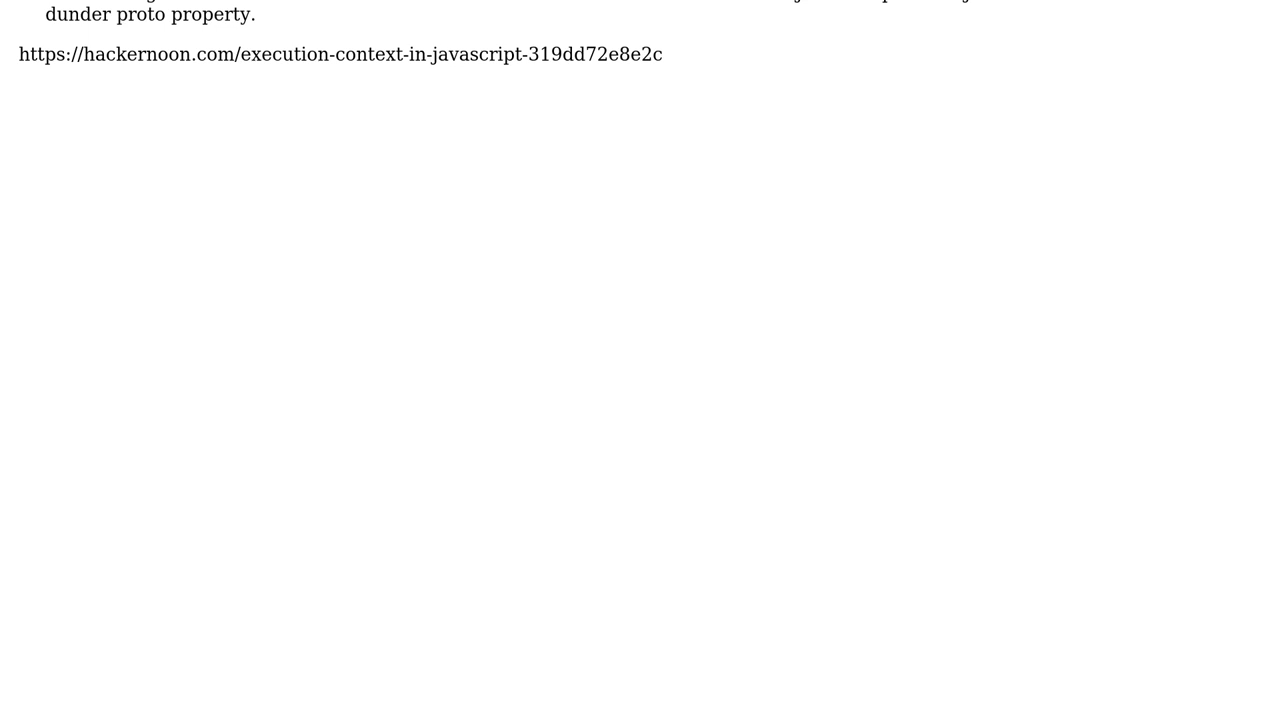 dunder proto property.
https://hackernoon.com/execution-context-in-javascript-319dd72e8e2c